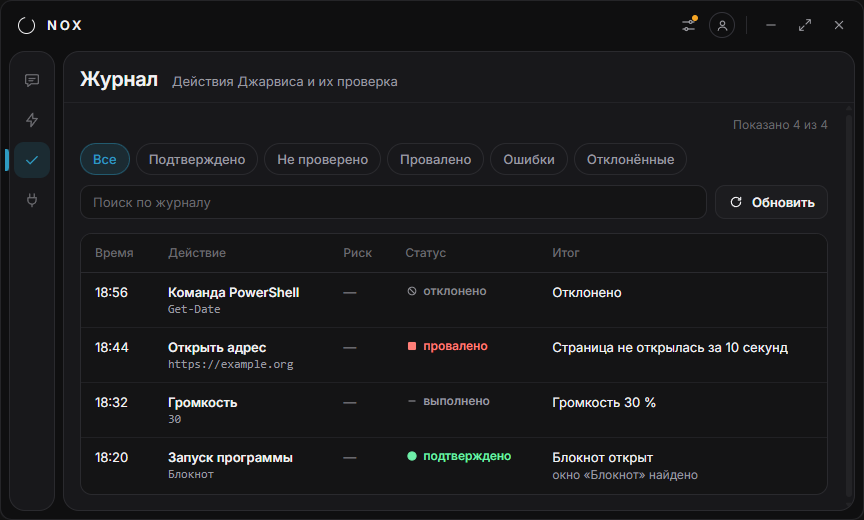 NOX
Журнал Действия Джарвиса и их проверка
Показано 4 из 4
Все Подтверждено Не проверено Провалено Ошибки Отклонённые
Поиск по журналу Обновить
Время Действие Риск Статус Итог
18:56 Команда PowerShell — отклонено Отклонено
Get-Date
18:44 Открыть адрес — провалено Страница не открылась за 10 секунд
https://example.org
18:32 Громкость — выполнено Громкость 30 %
30
18:20 Запуск программы — подтверждено Блокнот открыт
Блокнот окно «Блокнот» найдено